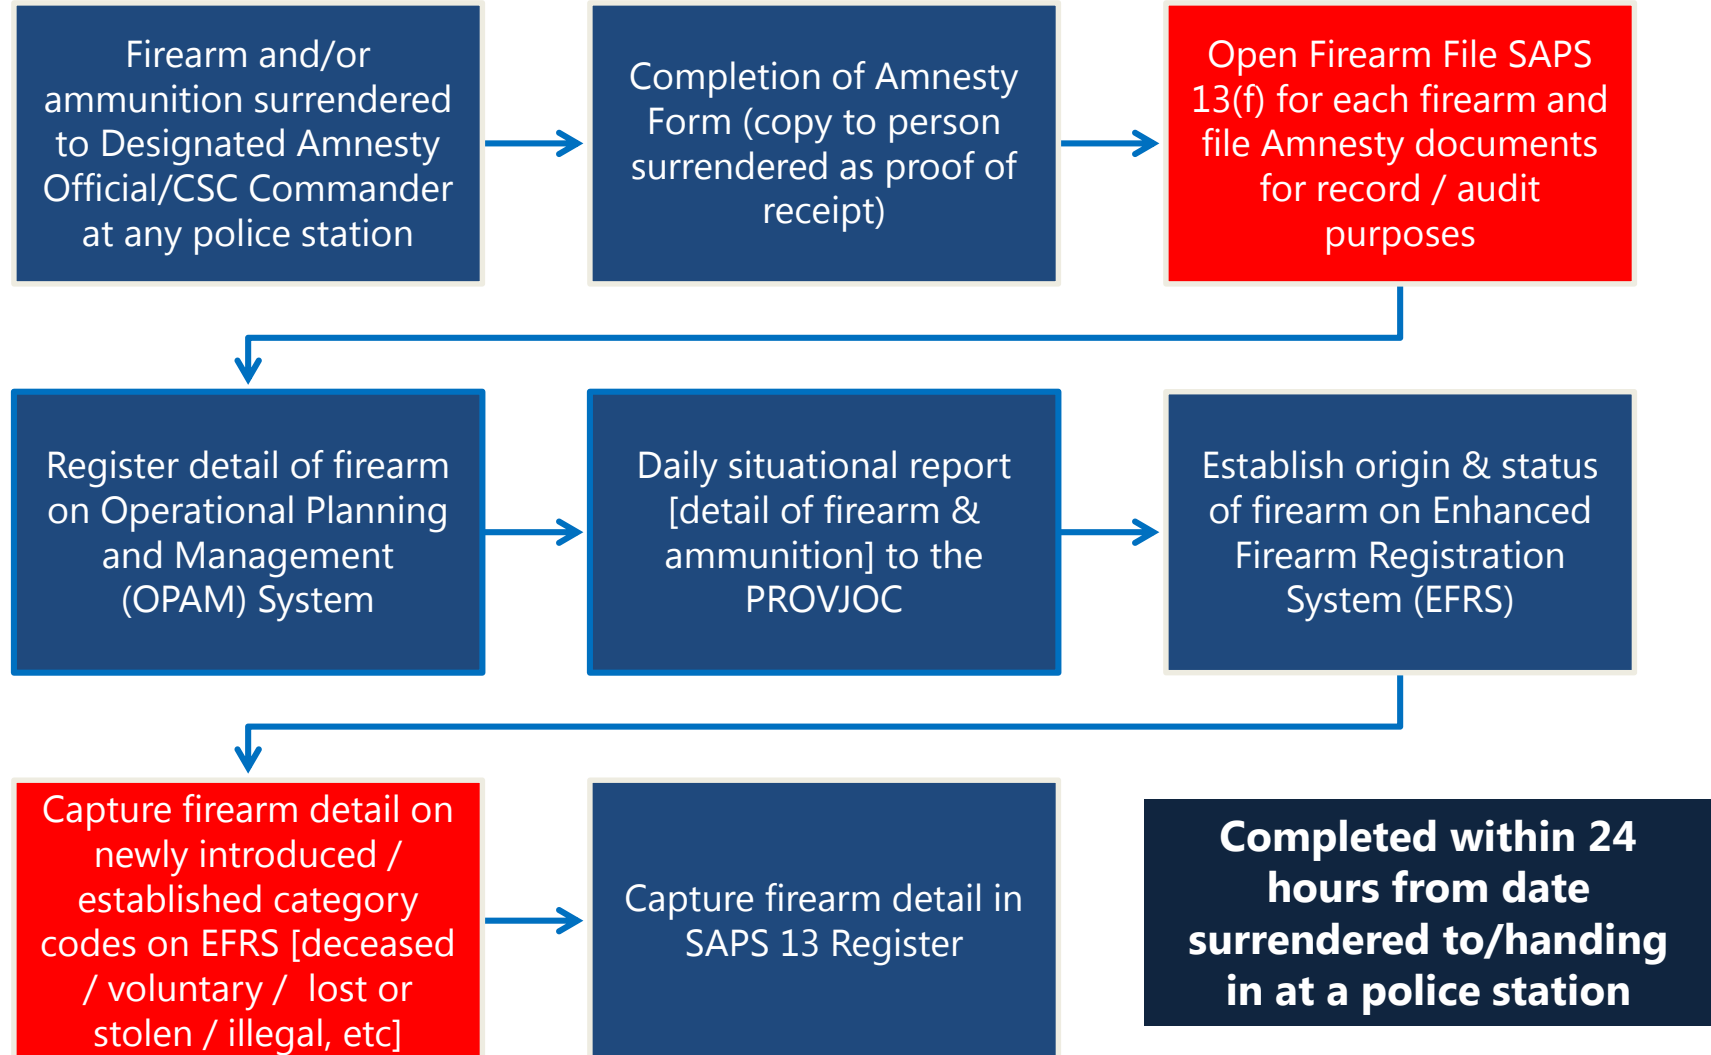 Firearm and/or
ammunition surrendered
to Designated Amnesty
Official/CSC Commander
at any police station
Completion of Amnesty
Form (copy to person
surrendered as proof of
receipt)
Open Firearm File SAPS
13(f) for each firearm and
file Amnesty documents
for record / audit
purposes
Register detail of firearm
on Operational Planning
and Management
(OPAM) System
Daily situational report
[detail of firearm &
ammunition] to the
PROVJOC
Establish origin & status
of firearm on Enhanced
Firearm Registration
System (EFRS)
Capture firearm detail on
newly introduced /
established category
codes on EFRS [deceased
/ voluntary / lost or
stolen / illegal, etc]
Capture firearm detail in
SAPS 13 Register
Completed within 24
hours from date
surrendered to/handing
in at a police station